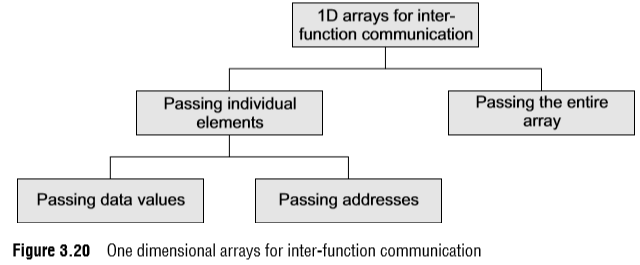 1D arrays for inter-
function communication
Passing individual
elements
Passing the entire
array
Passing data values
Passing addresses
Figure 3.20 One dimensional arrays for inter-function communication